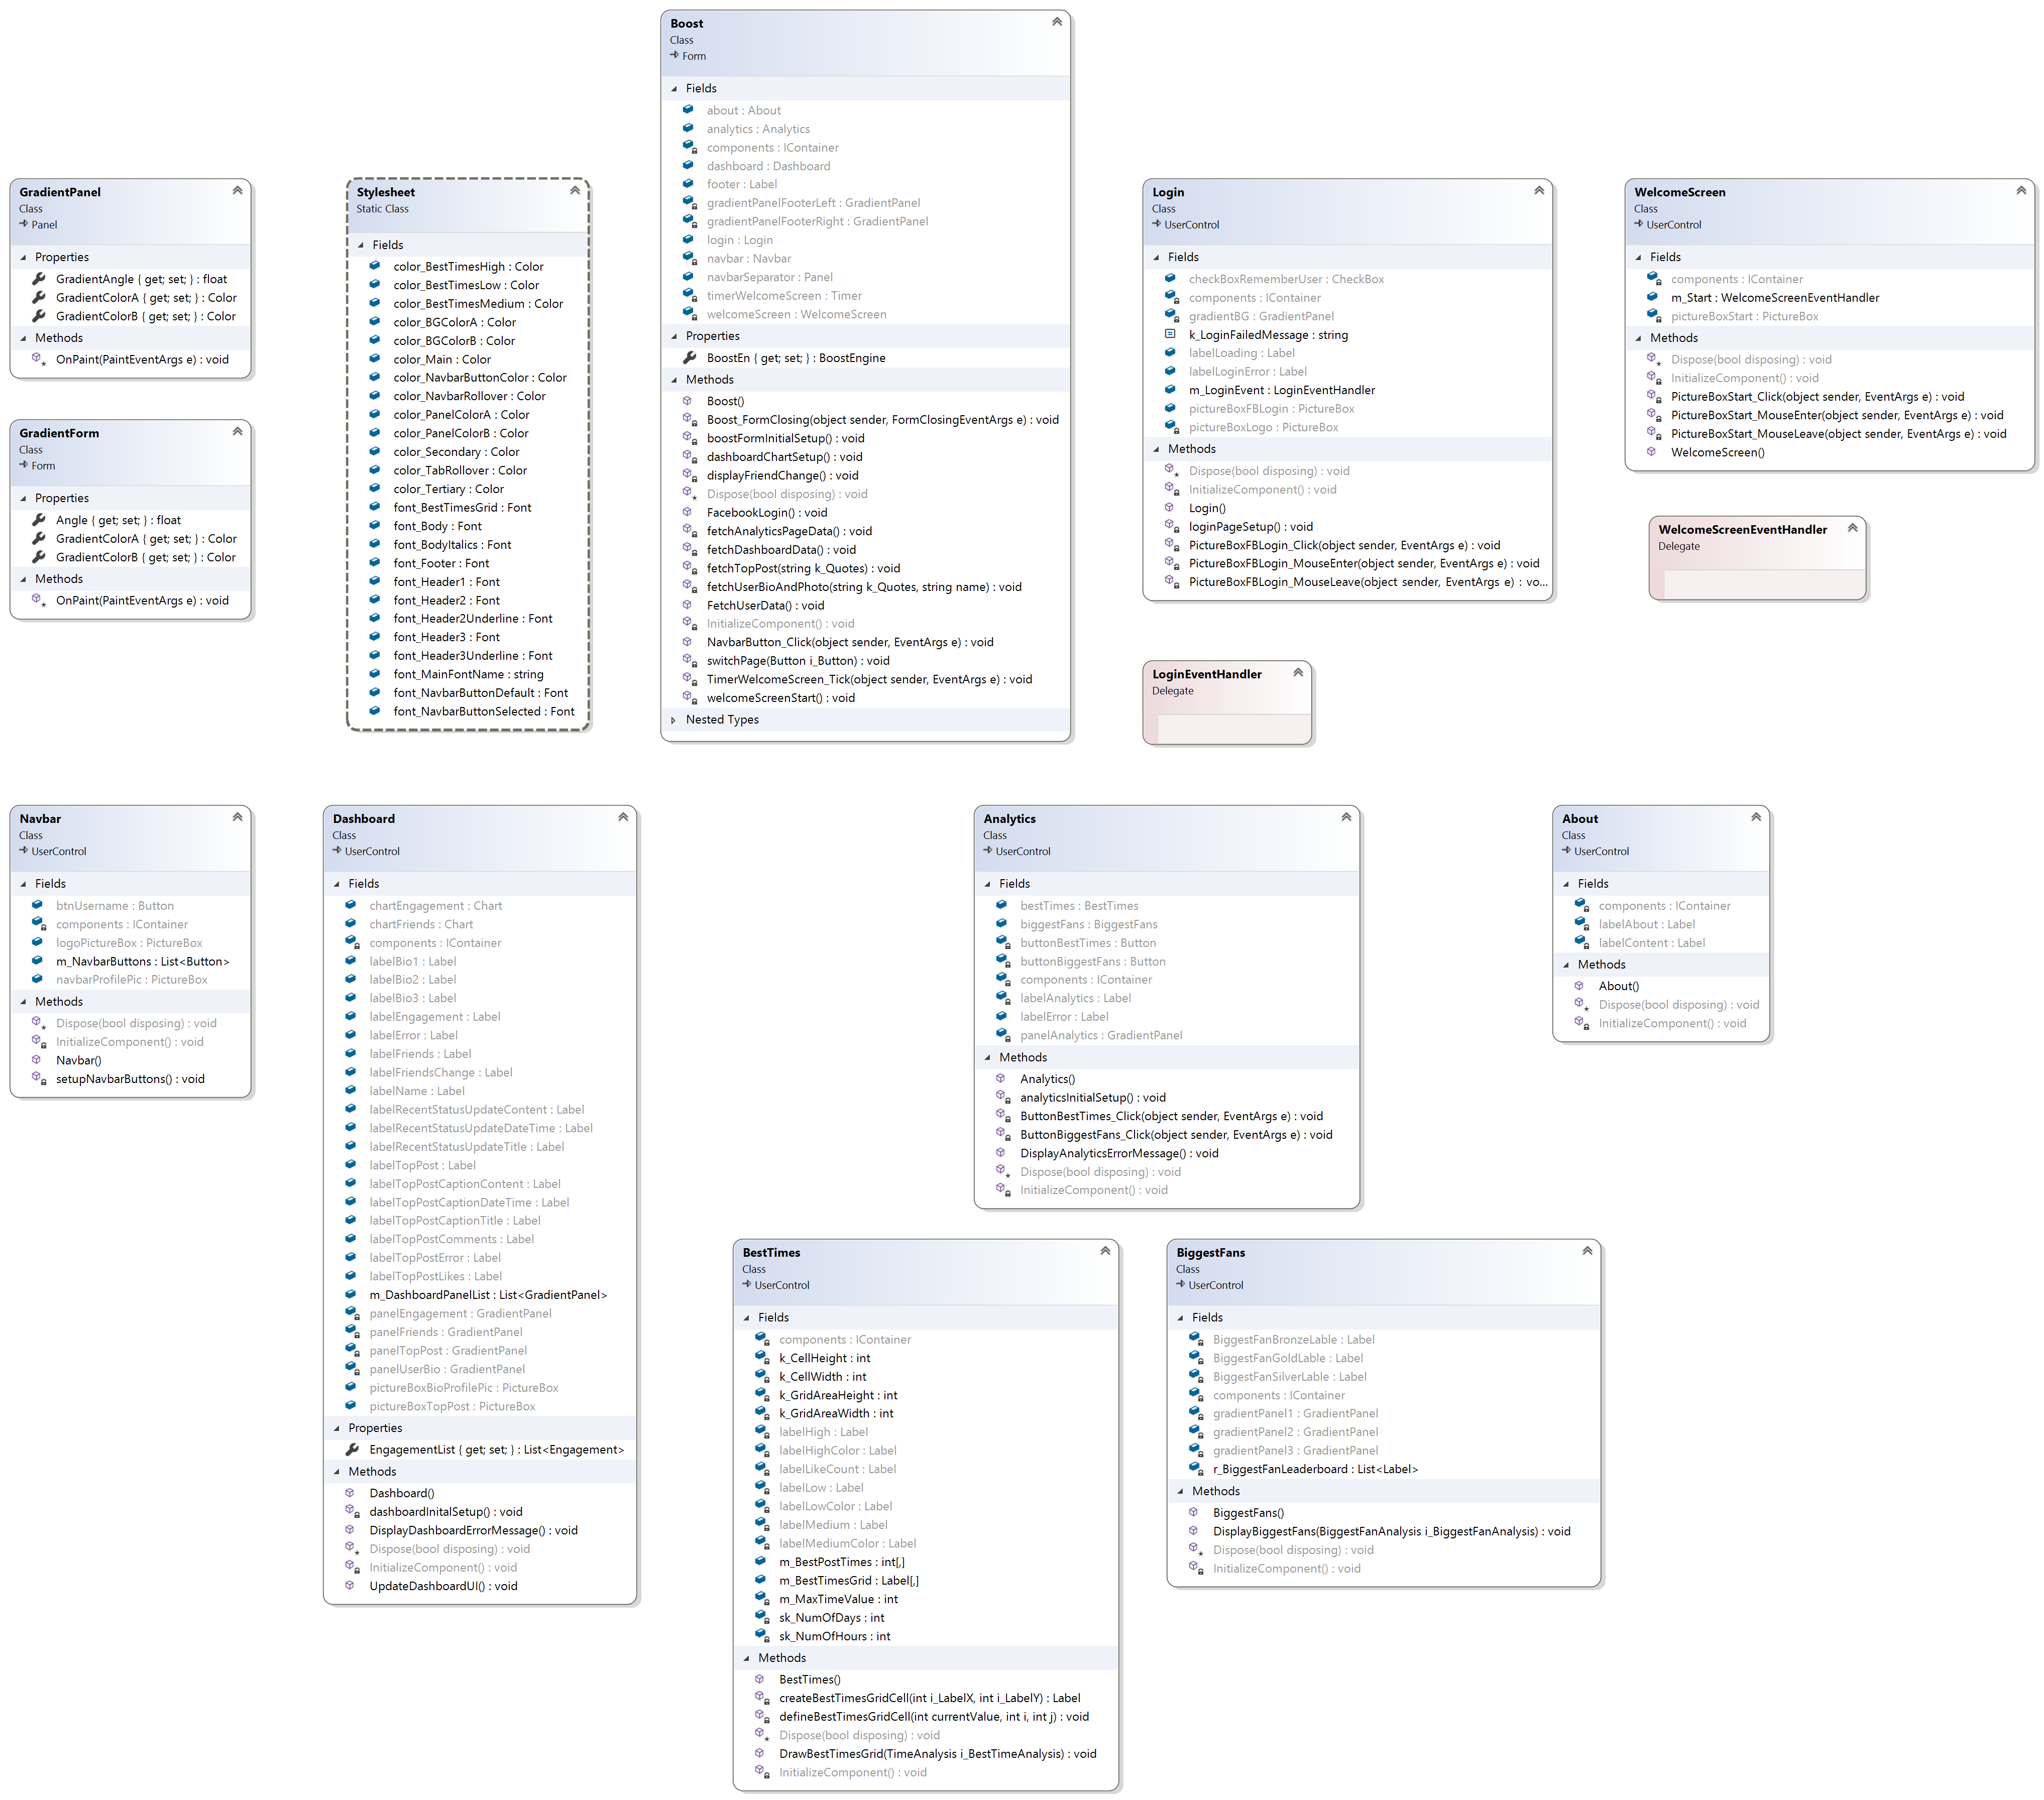 Boost
Class
Form
Fields
about : About
analytics : Analytics
components : IContainer
dashboard : Dashboard
footer : Label
gradientPanelFooterLeft : GradientPanel
gradientPanelFooterRight : GradientPanel
login : Login
navbar : Navbar
navbarSeparator : Panel
timerWelcomeScreen : Timer
welcomeScreen : WelcomeScreen
Properties
BoostEn { get; set; } : BoostEngine
Methods
Boost()
Boost_FormClosing(object sender, FormClosingEventArgs e) : void
boostFormInitialSetup() : void
dashboardChartSetup() : void
displayFriendChange() : void
Dispose(bool disposing) : void
FacebookLogin() : void
fetchAnalyticsPageData() : void
fetchDashboardData() : void
fetchTopPost(string k_Quotes) : void
fetchUserBioAndPhoto(string k_Quotes, string name) : void
FetchUserData() : void
InitializeComponent() : void
NavbarButton_Click(object sender, EventArgs e) : void
switchPage(Button i_Button) : void
TimerWelcomeScreen_Tick(object sender, EventArgs e) : void
welcomeScreenStart() : void
Nested Types
GradientPanel
Class
Panel
Properties
GradientAngle { get; set; } : float
GradientColorA { get; set; } : Color
GradientColorB { get; set; } : Color
Methods
OnPaint(PaintEventArgs e) : void
GradientForm
Class
Form
Properties
Angle { get; set; } : float
GradientColorA { get; set; } : Color
GradientColorB { get; set; } : Color
Methods
OnPaint(PaintEventArgs e) : void
Stylesheet
Static Class
Fields
color_BestTimesHigh : Color
color_BestTimesLow : Color
color_BestTimesMedium : Color
color_BGColorA : Color
color_BGColorB : Color
color_Main : Color
color_NavbarButtonColor : Color
color_NavbarRollover : Color
color_PanelColorA : Color
color_PanelColorB : Color
color_Secondary : Color
color_TabRollover : Color
color_Tertiary : Color
font_BestTimesGrid : Font
font_Body : Font
font_BodyItalics : Font
font_Footer : Font
font_Header1 : Font
font_Header2 : Font
font_Header2Underline : Font
font_Header3 : Font
font_Header3Underline : Font
font_MainFontName : string
font_NavbarButtonDefault : Font
font_NavbarButtonSelected : Font
Login
Class
UserControl
Fields
checkBoxRememberUser : CheckBox
components : IContainer
gradientBG : GradientPanel
k_LoginFailedMessage : string
labelLoading : Label
labelLoginError : Label
m_LoginEvent : LoginEventHandler
pictureBoxFBLogin : PictureBox
pictureBoxLogo : PictureBox
Methods
Dispose(bool disposing) : void
InitializeComponent() : void
Login()
loginPageSetup() : void
PictureBoxFBLogin_Click(object sender, EventArgs e) : void
PictureBoxFBLogin_MouseEnter(object sender, EventArgs e) : void
PictureBoxFBLogin_MouseLeave(object sender, EventArgs e) : vo...
LoginEventHandler
Delegate
WelcomeScreen
Class
UserControl
Fields
components : IContainer
m_Start : WelcomeScreenEventHandler
pictureBoxStart : PictureBox
Methods
Dispose(bool disposing) : void
InitializeComponent() : void
PictureBoxStart_Click(object sender, EventArgs e) : void
PictureBoxStart_MouseEnter(object sender, EventArgs e) : void
PictureBoxStart_MouseLeave(object sender, EventArgs e) : void
WelcomeScreen()
WelcomeScreenEventHandler
Delegate
Navbar
Class
UserControl
Fields
btnUsername : Button
components : IContainer
logoPictureBox : PictureBox
m_NavbarButtons : List<Button>
navbarProfilePic : PictureBox
Methods
Dispose(bool disposing) : void
InitializeComponent() : void
Navbar()
setupNavbarButtons() : void
Dashboard
Class
UserControl
Fields
chartEngagement : Chart
chartFriends : Chart
components : IContainer
labelBio1 : Label
labelBio2 : Label
labelBio3 : Label
labelEngagement : Label
labelError : Label
labelFriends : Label
labelFriendsChange : Label
labelName : Label
labelRecentStatusUpdateContent : Label
labelRecentStatusUpdateDateTime : Label
labelRecentStatusUpdateTitle : Label
labelTopPost : Label
labelTopPostCaptionContent : Label
labelTopPostCaptionDateTime : Label
labelTopPostCaptionTitle : Label
labelTopPostComments : Label
labelTopPostError : Label
labelTopPostLikes : Label
m_DashboardPanelList : List<GradientPanel>
panelEngagement : GradientPanel
panelFriends : GradientPanel
panelTopPost : GradientPanel
panelUserBio : GradientPanel
pictureBoxBioProfilePic : PictureBox
pictureBoxTopPost : PictureBox
Properties
EngagementList { get; set; } : List<Engagement>
Methods
Dashboard()
dashboardInitalSetup() : void
DisplayDashboardErrorMessage() : void
Dispose(bool disposing) : void
InitializeComponent() : void
UpdateDashboardUI() : void
Analytics
Class
UserControl
Fields
bestTimes : BestTimes
biggestFans : BiggestFans
buttonBestTimes : Button
buttonBiggestFans : Button
components : IContainer
labelAnalytics : Label
labelError : Label
panelAnalytics : GradientPanel
Methods
Analytics()
analyticsInitialSetup() : void
ButtonBestTimes_Click(object sender, EventArgs e) : void
ButtonBiggestFans_Click(object sender, EventArgs e) : void
DisplayAnalyticsErrorMessage() : void
Dispose(bool disposing) : void
InitializeComponent() : void
About
Class
UserControl
Fields
components : IContainer
labelAbout : Label
labelContent : Label
Methods
About()
Dispose(bool disposing) : void
InitializeComponent() : void
BestTimes
Class
UserControl
Fields
components : IContainer
k_CellHeight : int
k_CellWidth : int
k_GridAreaHeight : int
k_GridAreaWidth : int
labelHigh : Label
labelHighColor : Label
labelLikeCount : Label
labelLow : Label
labelLowColor : Label
labelMedium : Label
labelMediumColor : Label
m_BestPostTimes : int[,]
m_BestTimesGrid : Label[,]
m_MaxTimeValue : int
sk_NumOfDays : int
sk_NumOfHours : int
Methods
BestTimes()
createBestTimesGridCell(int i_LabelX, int i_LabelY) : Label
defineBestTimesGridCell(int currentValue, int i, int j) : void
Dispose(bool disposing) : void
DrawBestTimesGrid(TimeAnalysis i_BestTimeAnalysis) : void
InitializeComponent() : void
BiggestFans
Class
UserControl
Fields
BiggestFanBronzeLable : Label
BiggestFanGoldLable : Label
BiggestFanSilverLable : Label
components : IContainer
gradientPanel1 : GradientPanel
gradientPanel2 : GradientPanel
gradientPanel3 : GradientPanel
r_BiggestFanLeaderboard : List<Label>
Methods
BiggestFans()
DisplayBiggestFans(BiggestFanAnalysis i_BiggestFanAnalysis) : void
Dispose(bool disposing) : void
InitializeComponent() : void